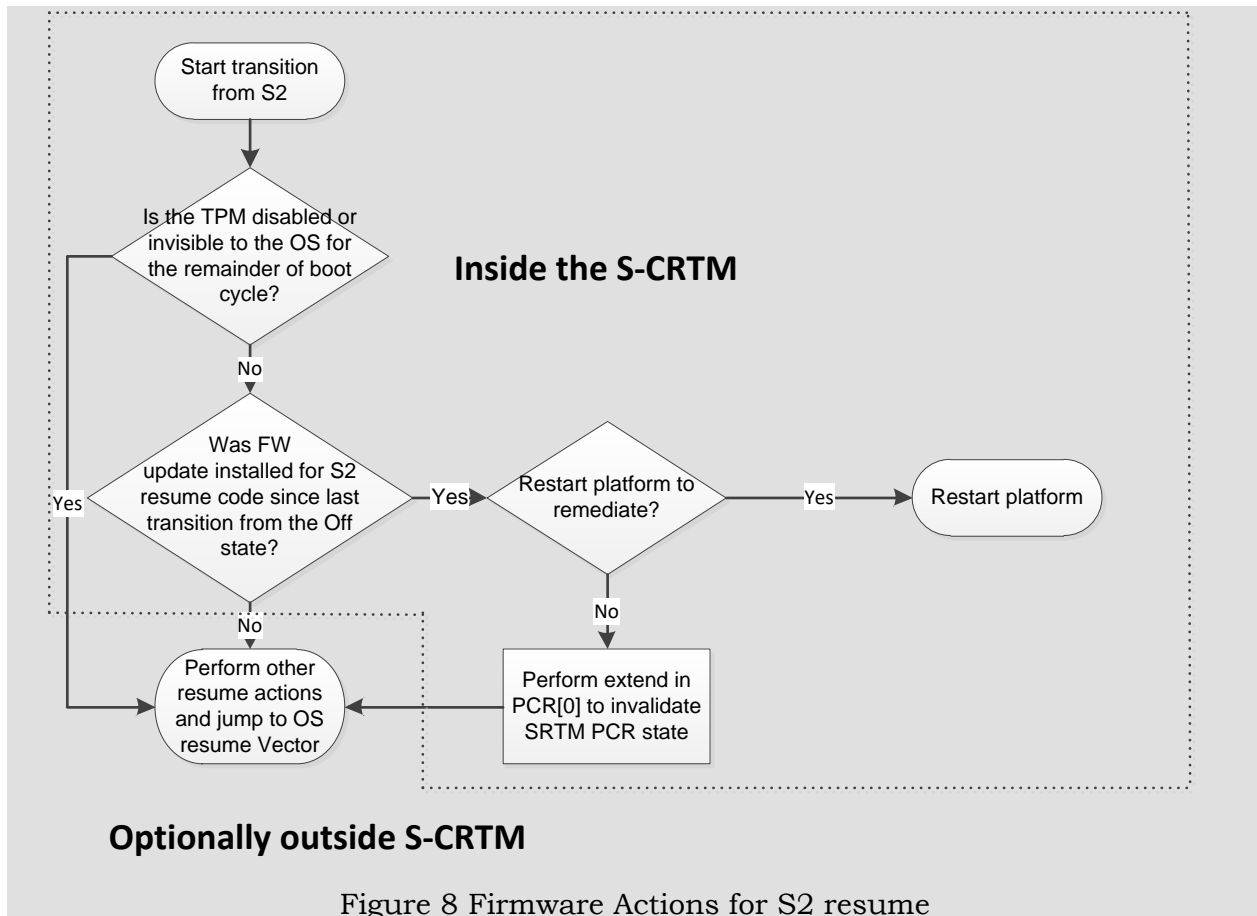 Start transition
from S2
Is the TPM disabled or
invisible to the OS for
the remainder of boot
cycle?
Inside the S-CRTM
No
Was FW
update installed for S2
resume code since last
transition from the Off
state?
Yes
Yes
Restart platform to
remediate?
Yes
Restart platform
No
No
Perform other
resume actions
and jump to OS
resume Vector
Perform extend in
PCR[0] to invalidate
SRTM PCR state
Optionally outside S-CRTM
Figure 8 Firmware Actions for S2 resume